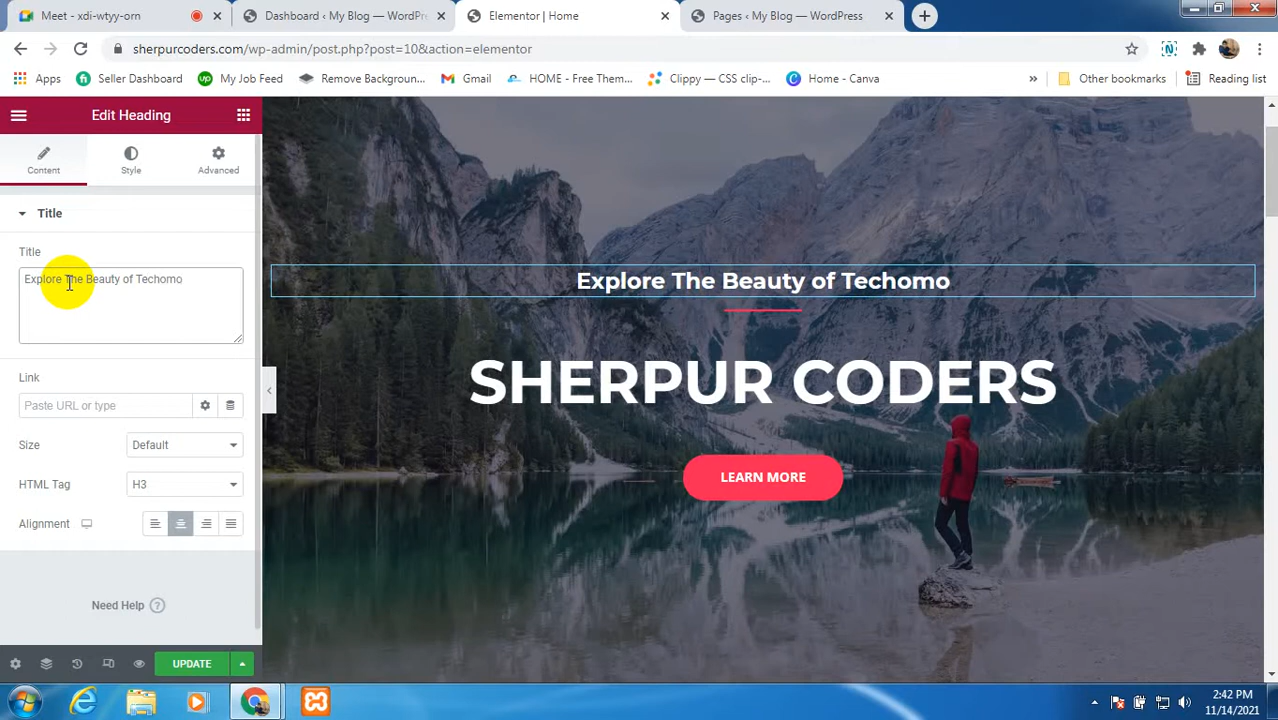 Meet - xdi-wtyy-orn
Dashboard ‹ My Blog — WordPre
Elementor | Home
Pages ‹ My Blog — WordPress
sherpurcoders.com/wp-admin/post.php?post=10&action=elementor
Apps
Seller Dashboard
My Job Feed
Remove Backgroun...
Gmail
HOME - Free Them...
Clippy — CSS clip-...
Home - Canva
»
Other bookmarks
Reading list
Edit Heading
Content
Style
Advanced
Title
Title
Explore The Beauty of Techomo
Link
Paste URL or type
Size
Default
HTML Tag
H3
Alignment
Need Help ?
UPDATE
Explore The Beauty of Techomo
SHERPUR CODERS
LEARN MORE
2:42 PM
11/14/2021